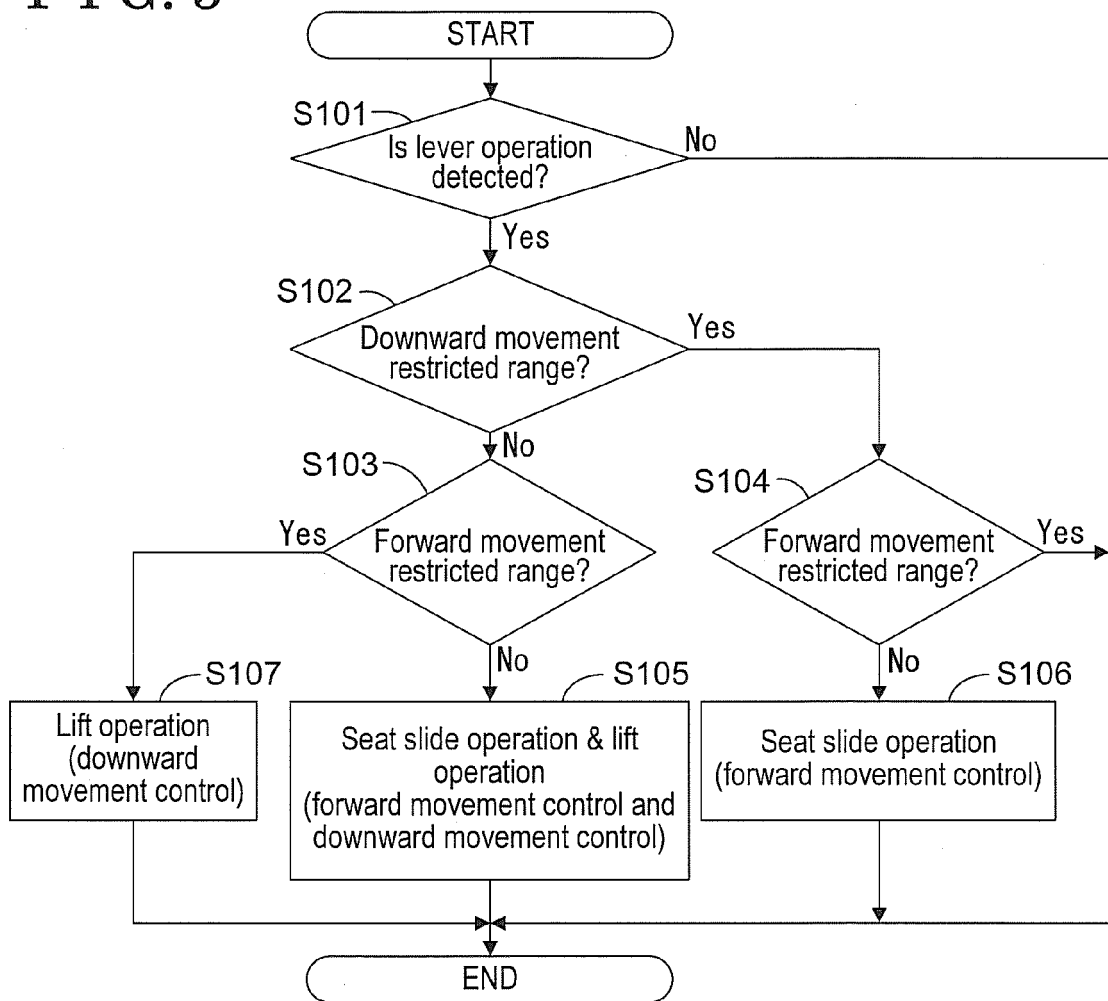 START
S101
Is lever operation
detected?
No
Yes
S102
Downward movement
restricted range?
Yes
No
S103
Forward movement
restricted range?
Yes
No
S104
Forward movement
restricted range?
Yes
No
S107
Lift operation
(downward
movement control)
S105
Seat slide operation & lift
operation
(forward movement control and
downward movement control)
S106
Seat slide operation
(forward movement control)
END